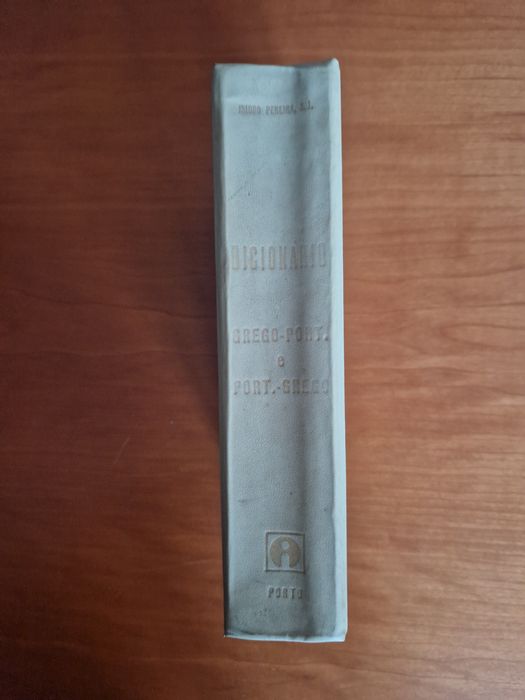 ISIDRO PEREIRA, S.J.
DICIONÁRIO
GREGO-PORT.
e
PORT.-GREGO
PORTO